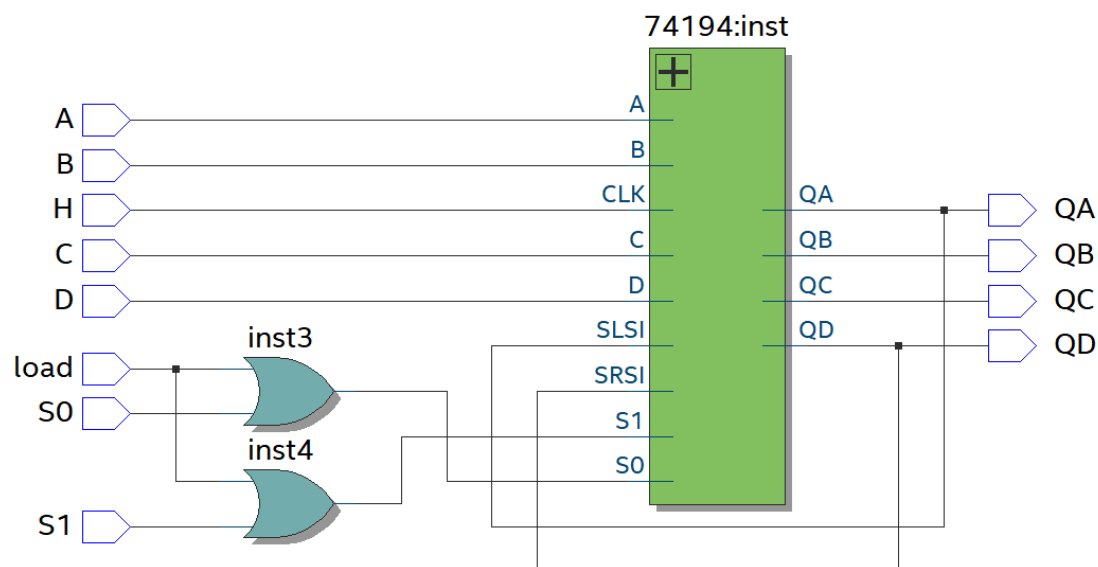 74194:inst
A
B
H
C
D
load
S0
S1
inst3
inst4
A
B
CLK
C
D
SLSI
SRSI
S1
S0
QA
QB
QC
QD
QA
QB
QC
QD